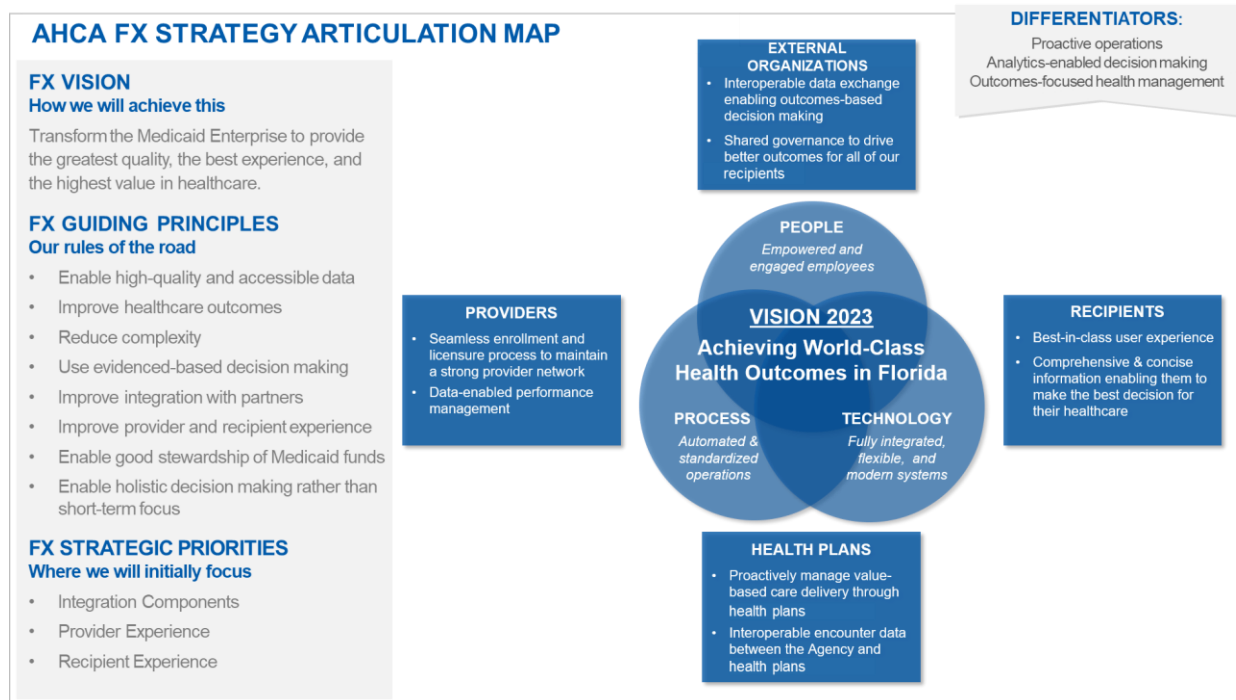 AHCA FX STRATEGY ARTICULATION MAP
DIFFERENTIATORS:
Proactive operations
Analytics-enabled decision making
Outcomes-focused health management
FX VISION
How we will achieve this
Transform the Medicaid Enterprise to provide
the greatest quality, the best experience, and
the highest value in healthcare.
FX GUIDING PRINCIPLES
Our rules of the road
• Enable high-quality and accessible data
• Improve healthcare outcomes
• Reduce complexity
• Use evidenced-based decision making
• Improve integration with partners
• Improve provider and recipient experience
• Enable good stewardship of Medicaid funds
• Enable holistic decision making rather than
short-term focus
FX STRATEGIC PRIORITIES
Where we will initially focus
• Integration Components
• Provider Experience
• Recipient Experience
EXTERNAL
ORGANIZATIONS
• Interoperable data exchange
enabling outcomes-based
decision making
• Shared governance to drive
better outcomes for all of our
recipients
PROVIDERS
• Seamless enrollment and
licensure process to maintain
a strong provider network
• Data-enabled performance
management
PEOPLE
Empowered and
engaged employees
VISION 2023
Achieving World-Class
Health Outcomes in Florida
PROCESS
Automated &
standardized
operations
TECHNOLOGY
Fully integrated,
flexible, and
modern systems
RECIPIENTS
• Best-in-class user experience
• Comprehensive & concise
information enabling them to
make the best decision for
their healthcare
HEALTH PLANS
• Proactively manage value-
based care delivery through
health plans
• Interoperable encounter data
between the Agency and
health plans